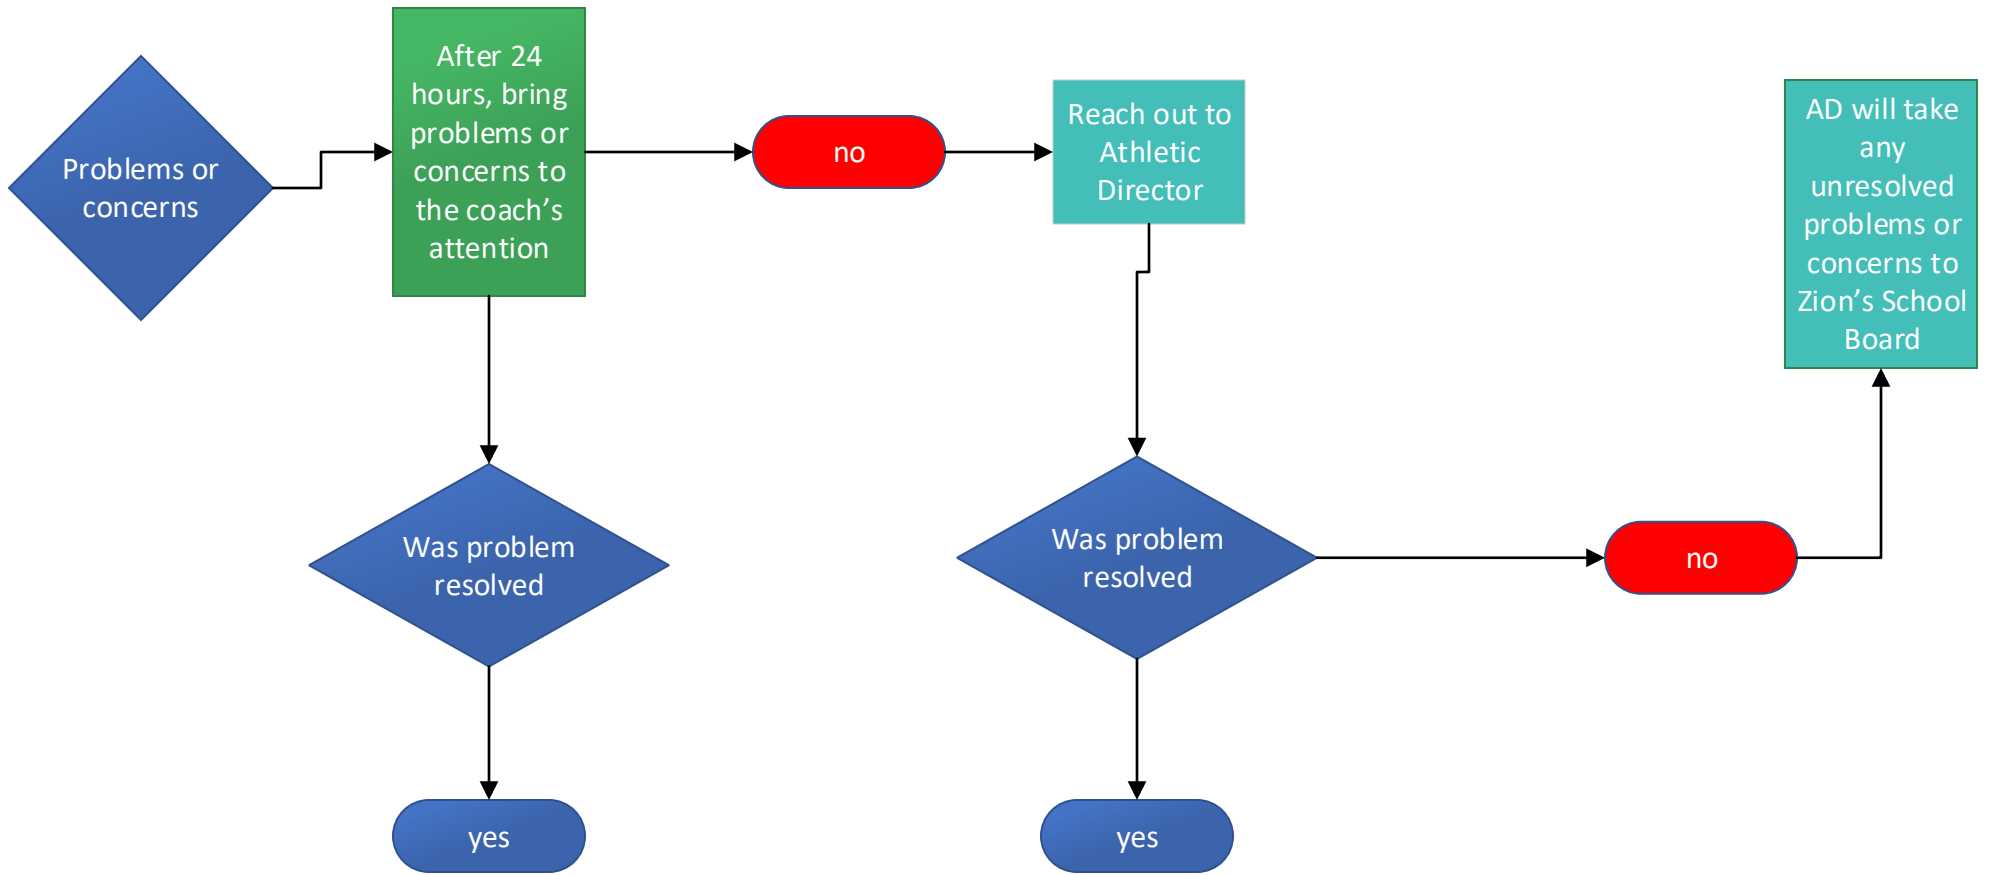 Problems or
concerns
After 24
hours, bring
problems or
concerns to
the coach’s
attention
no
Reach out to
Athletic
Director
AD will take
any
unresolved
problems or
concerns to
Zion’s School
Board
Was problem
resolved
Was problem
resolved
no
yes
yes